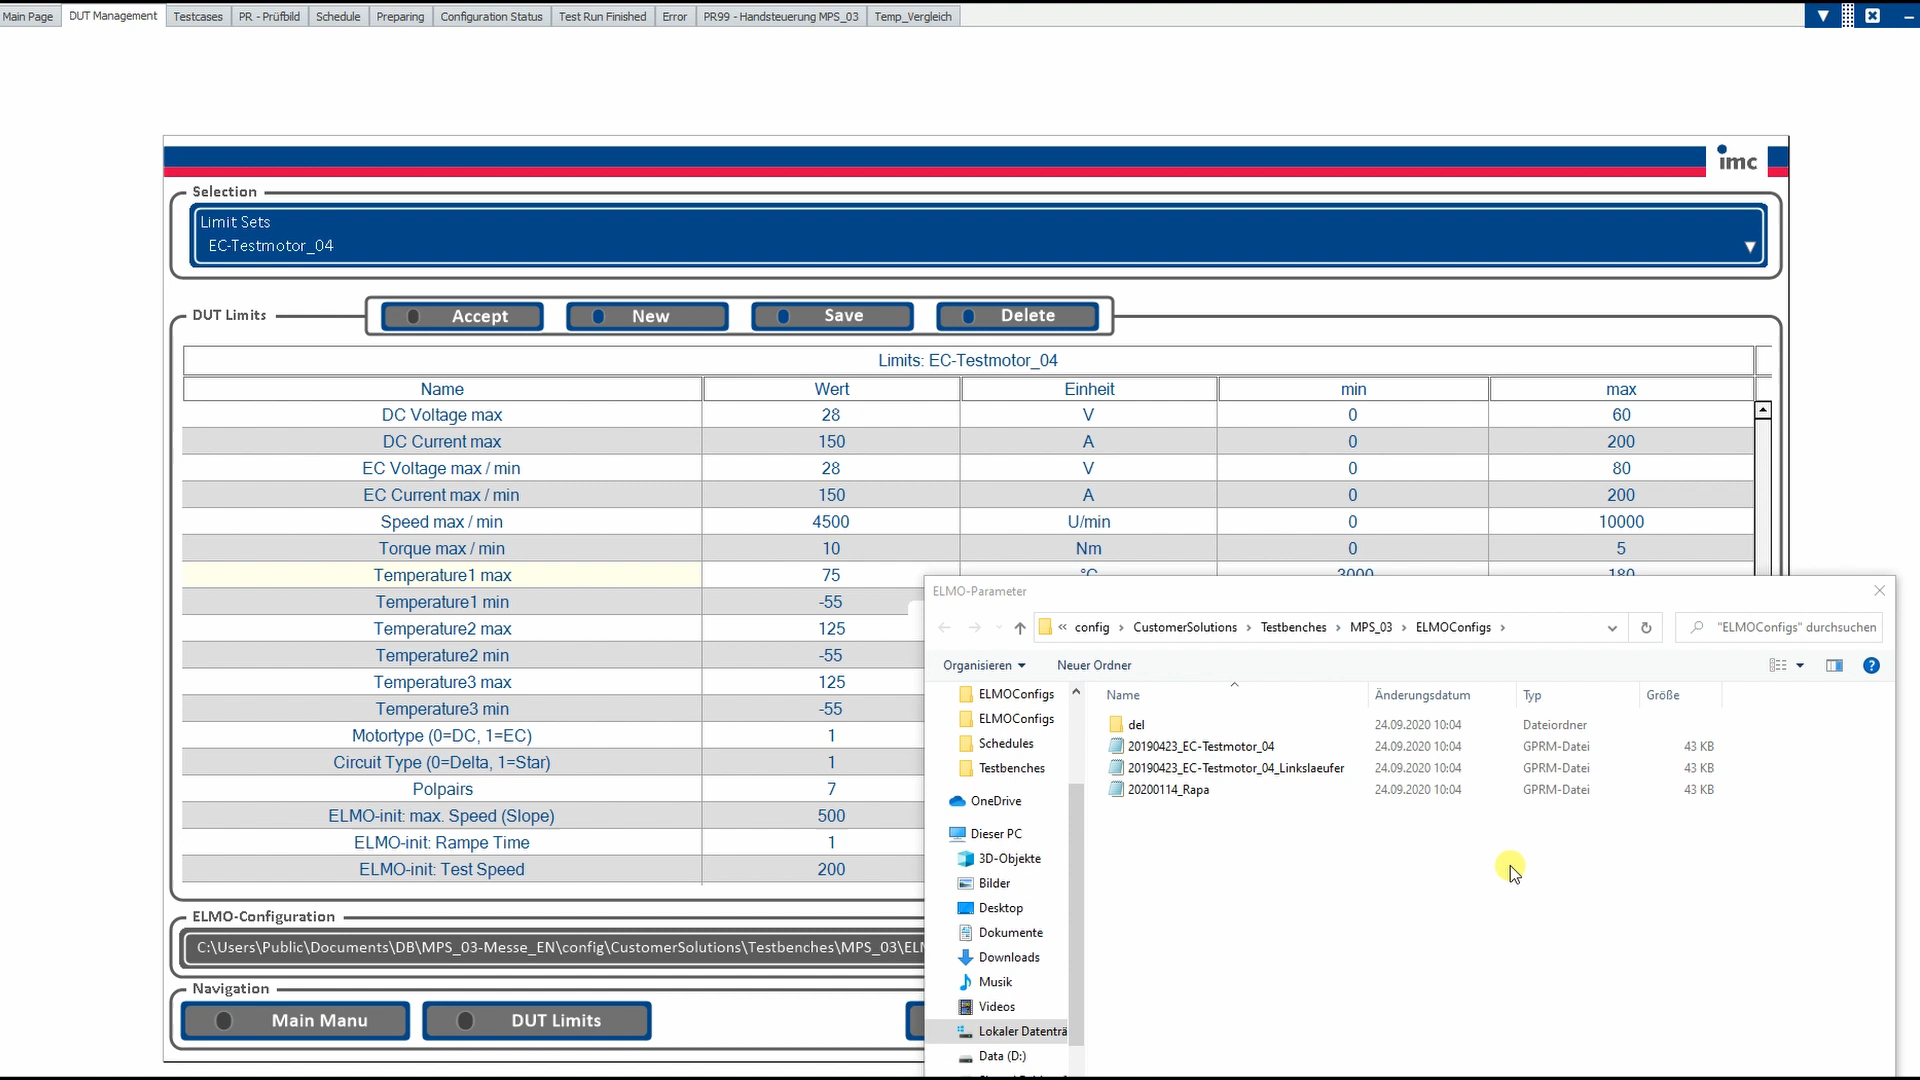 Main Page DUT Management Testcases PR - Prüfbild Schedule Preparing Configuration Status Test Run Finished Error PR99 - Handsteuerung MPS_03 Temp_Vergleich
imc
Selection
Limit Sets
EC-Testmotor_04
DUT Limits Accept New Save Delete
Limits: EC-Testmotor_04
Name Wert Einheit min max
DC Voltage max 28 V 0 60
DC Current max 150 A 0 200
EC Voltage max / min 28 V 0 80
EC Current max / min 150 A 0 200
Speed max / min 4500 U/min 0 10000
Torque max / min 10 Nm 0 5
Temperature1 max 75 °C 3000 180
Temperature1 min -55
Temperature2 max 125
Temperature2 min -55
Temperature3 max 125
Temperature3 min -55
Motortype (0=DC, 1=EC) 1
Circuit Type (0=Delta, 1=Star) 1
Polpairs 7
ELMO-init: max. Speed (Slope) 500
ELMO-init: Rampe Time 1
ELMO-init: Test Speed 200
ELMO-Configuration
C:\Users\Public\Documents\DB\MPS_03-Messe_EN\config\CustomerSolutions\Testbenches\MPS_03\ELM
Navigation
Main Manu DUT Limits
ELMO-Parameter
« config › CustomerSolutions › Testbenches › MPS_03 › ELMOConfigs ›
"ELMOConfigs" durchsuchen
Organisieren Neuer Ordner
ELMOConfigs
ELMOConfigs
Schedules
Testbenches
OneDrive
Dieser PC
3D-Objekte
Bilder
Desktop
Dokumente
Downloads
Musik
Videos
Lokaler Datenträ
Data (D:)
Name Änderungsdatum Typ Größe
del 24.09.2020 10:04 Dateiordner
20190423_EC-Testmotor_04 24.09.2020 10:04 GPRM-Datei 43 KB
20190423_EC-Testmotor_04_Linkslaeufer 24.09.2020 10:04 GPRM-Datei 43 KB
20200114_Rapa 24.09.2020 10:04 GPRM-Datei 43 KB